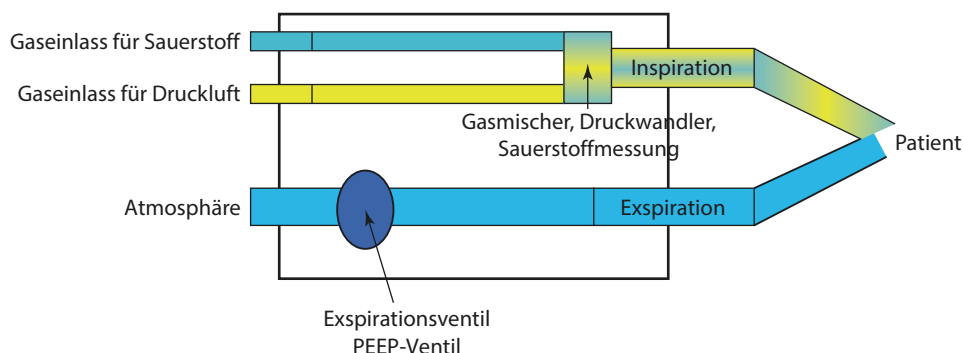 Gaseinlass für Sauerstoff
Inspiration
Gaseinlass für Druckluft
Gasmischer, Druckwandler,
Sauerstoffmessung
Patient
Atmosphäre
Exspiration
Exspirationsventil
PEEP-Ventil